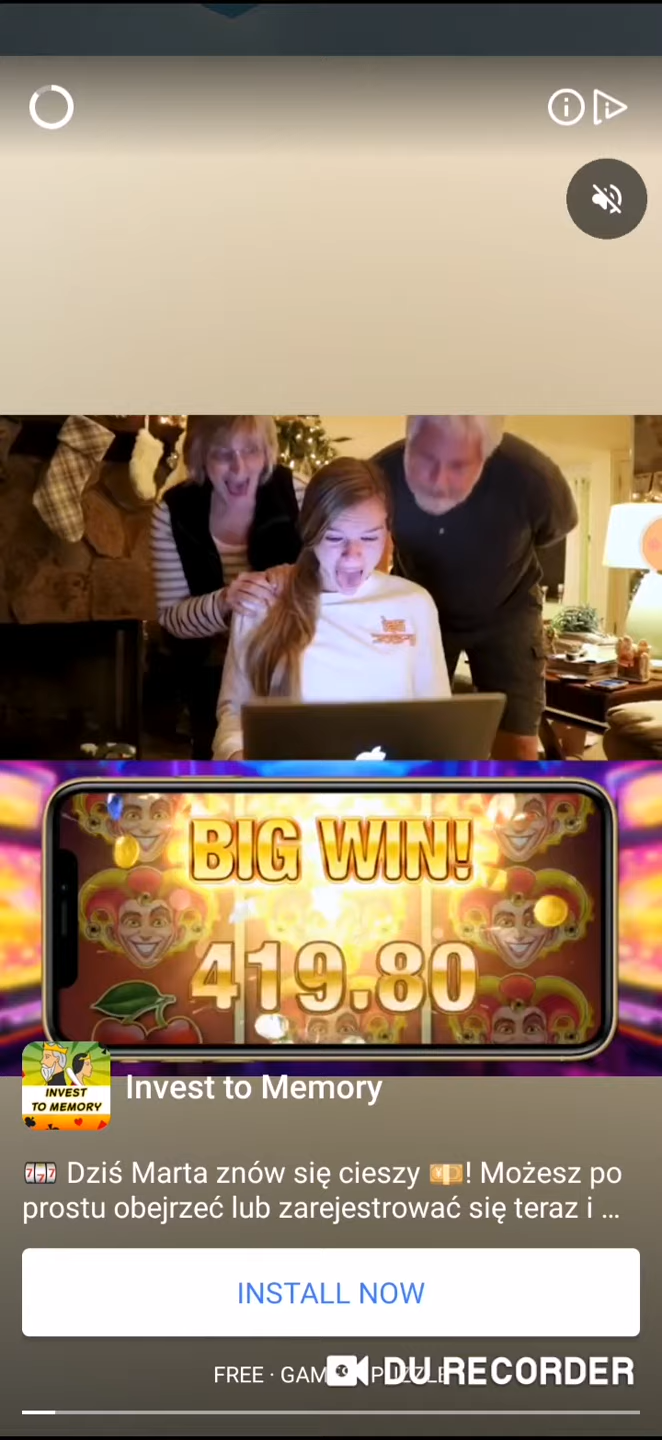 BIG WIN!
419.80
INVEST
TO MEMORY
Invest to Memory
🎰 Dziś Marta znów się cieszy 💴! Możesz po
prostu obejrzeć lub zarejestrować się teraz i ...
INSTALL NOW
FREE · GAM
DU RECORDER